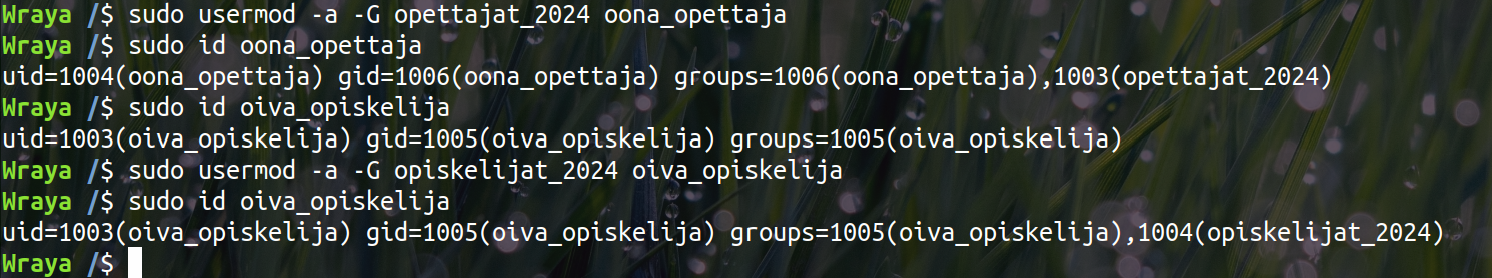 Wraya /$ sudo usermod -a -G opettajat_2024 oona_opettaja
Wraya /$ sudo id oona_opettaja
uid=1004(oona_opettaja) gid=1006(oona_opettaja) groups=1006(oona_opettaja),1003(opettajat_2024)
Wraya /$ sudo id oiva_opiskelija
uid=1003(oiva_opiskelija) gid=1005(oiva_opiskelija) groups=1005(oiva_opiskelija)
Wraya /$ sudo usermod -a -G opiskelijat_2024 oiva_opiskelija
Wraya /$ sudo id oiva_opiskelija
uid=1003(oiva_opiskelija) gid=1005(oiva_opiskelija) groups=1005(oiva_opiskelija),1004(opiskelijat_2024)
Wraya /$